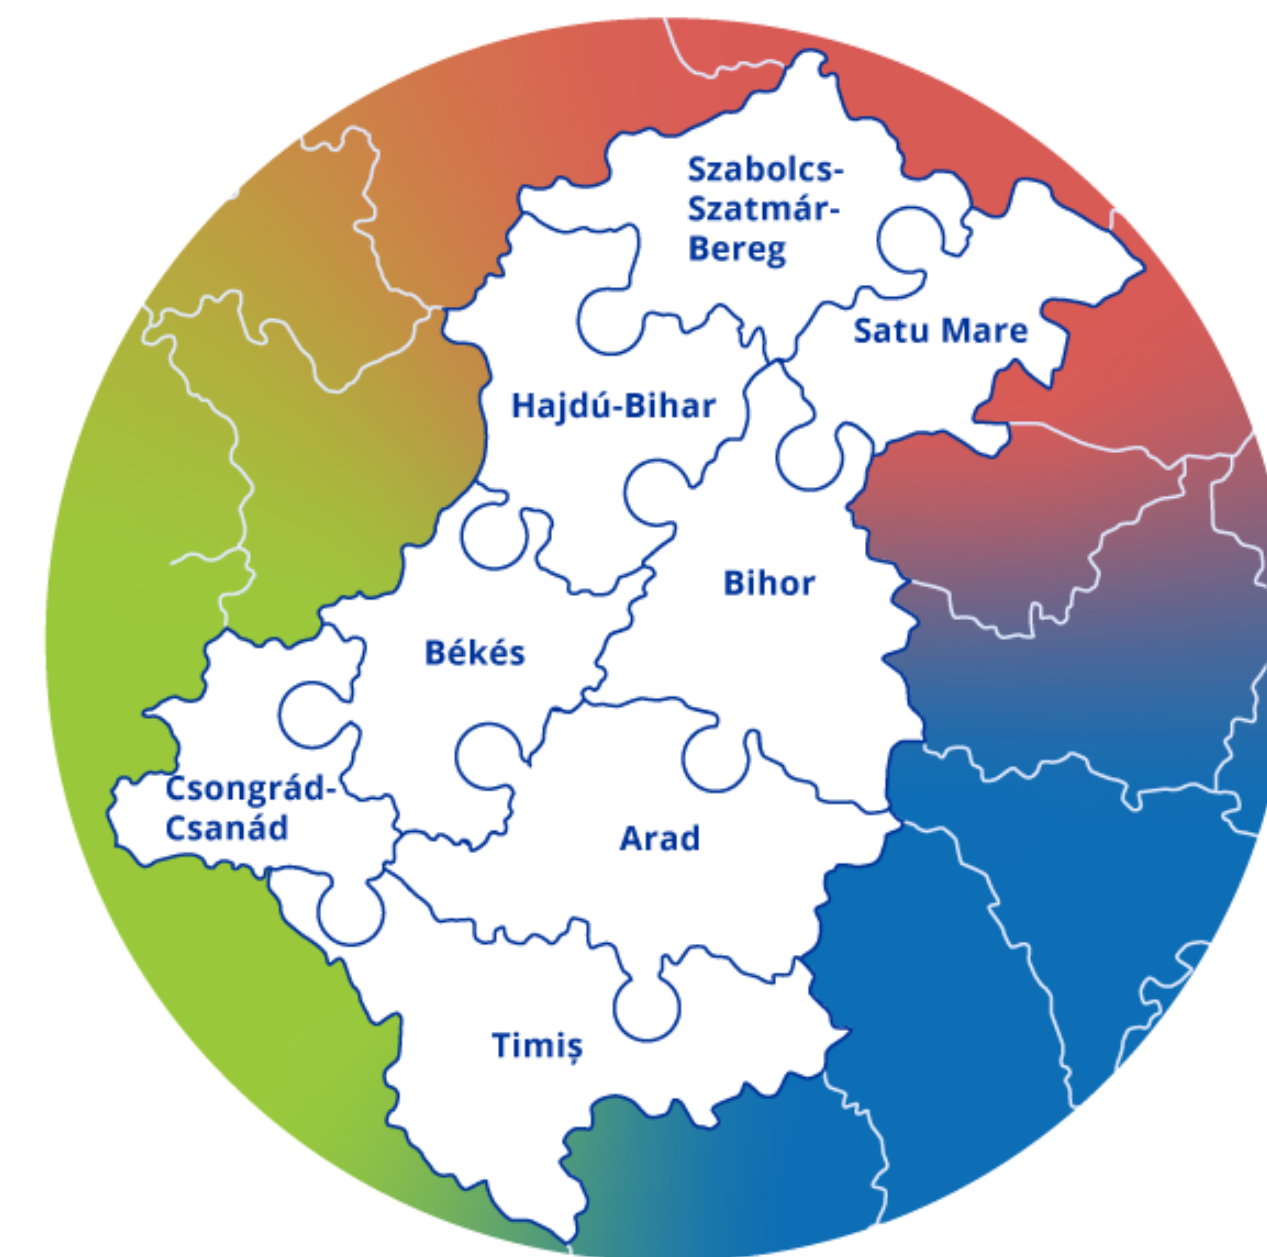 Szabolcs-
Szatmár-
Bereg
Satu Mare
Hajdú-Bihar
Bihor
Békés
Csongrád-
Csanád
Arad
Timiș